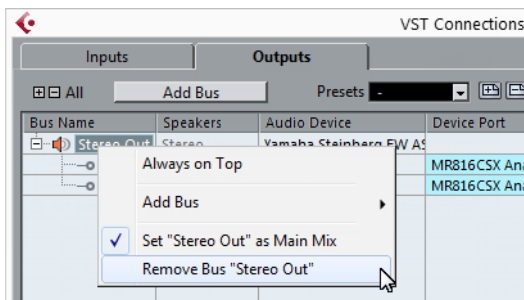 VST Connections
Inputs
Outputs
All
Add Bus
Presets
-
Bus Name
Speakers
Audio Device
Device Port
Stereo Out
Stereo
Yamaha Steinberg FW AS
MR816CSX Ana
MR816CSX Ana
Always on Top
Add Bus
Set "Stereo Out" as Main Mix
Remove Bus "Stereo Out"